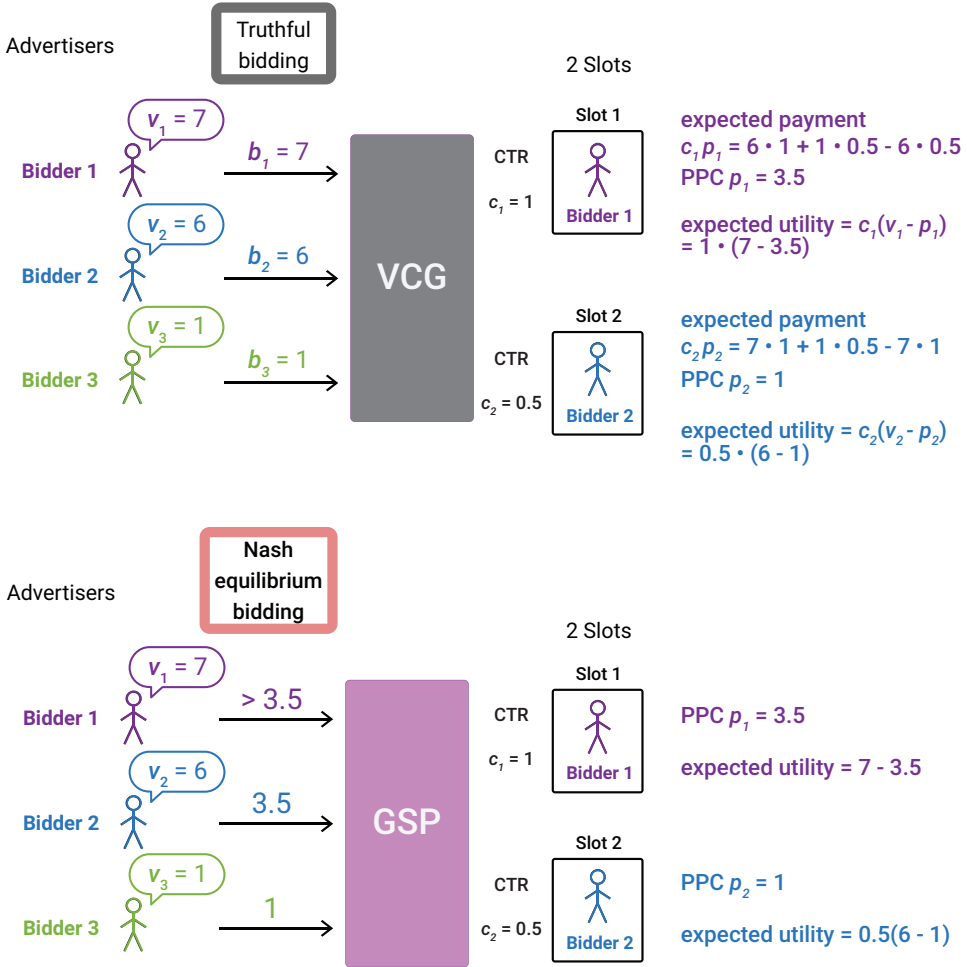 Advertisers
Truthful
bidding
2 Slots
v₁ = 7
Bidder 1
b₁ = 7
v₂ = 6
Bidder 2
b₂ = 6
v₃ = 1
Bidder 3
b₃ = 1
VCG
CTR
c₁ = 1
Slot 1
Bidder 1
expected payment
c₁p₁ = 6 • 1 + 1 • 0.5 - 6 • 0.5
PPC p₁ = 3.5
expected utility = c₁(v₁ - p₁)
= 1 • (7 - 3.5)
CTR
c₂ = 0.5
Slot 2
Bidder 2
expected payment
c₂p₂ = 7 • 1 + 1 • 0.5 - 7 • 1
PPC p₂ = 1
expected utility = c₂(v₂ - p₂)
= 0.5 • (6 - 1)
Advertisers
Nash
equilibrium
bidding
2 Slots
v₁ = 7
Bidder 1
> 3.5
v₂ = 6
Bidder 2
3.5
v₃ = 1
Bidder 3
1
GSP
CTR
c₁ = 1
Slot 1
Bidder 1
PPC p₁ = 3.5
expected utility = 7 - 3.5
CTR
c₂ = 0.5
Slot 2
Bidder 2
PPC p₂ = 1
expected utility = 0.5(6 - 1)